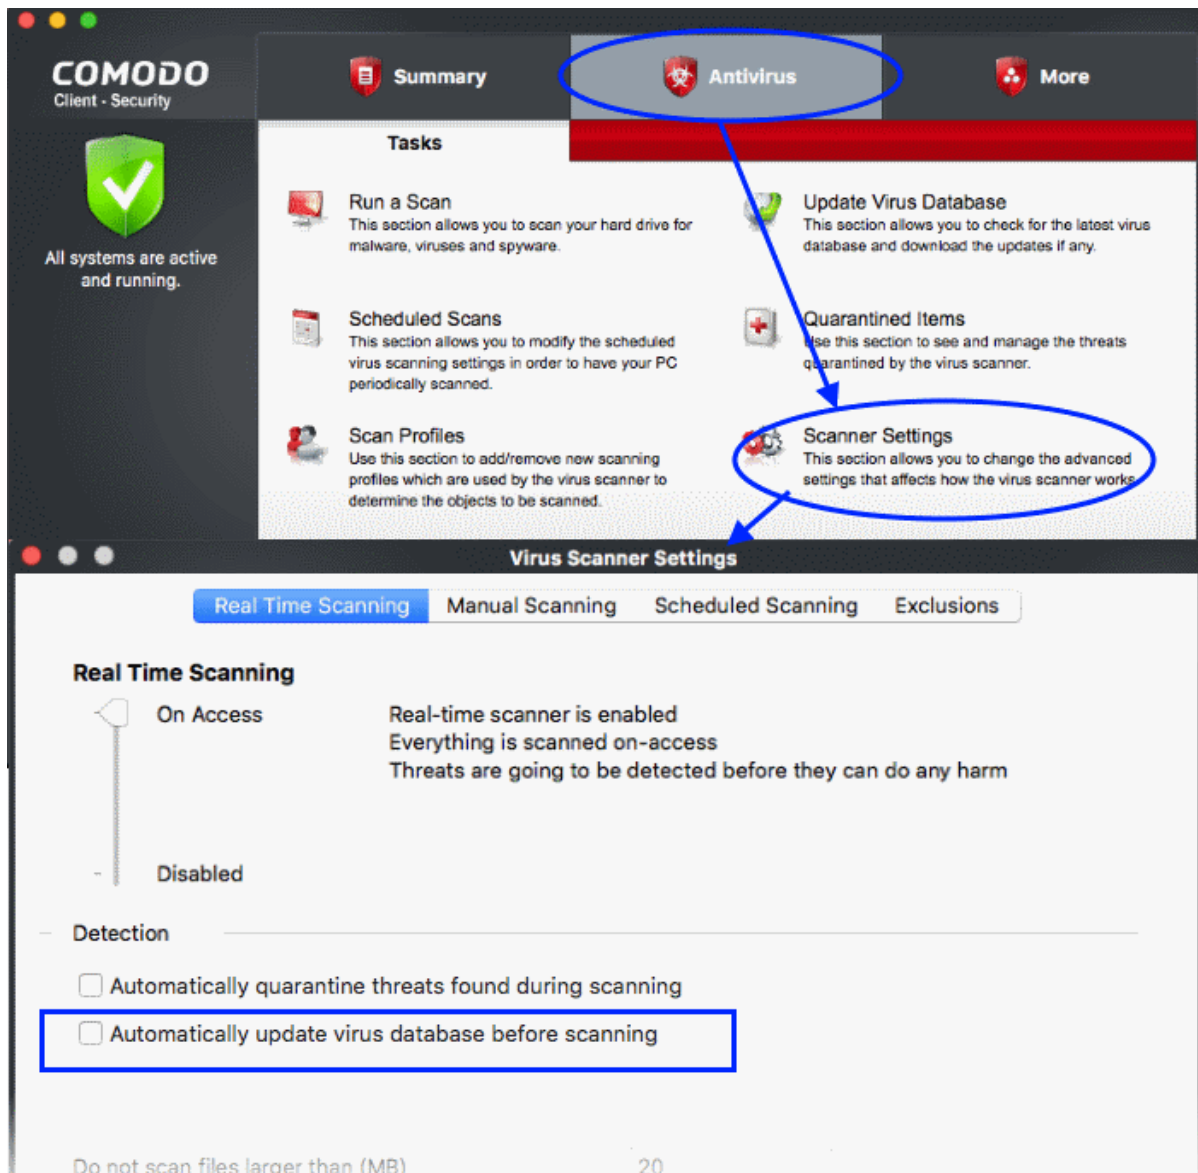 COMODO
Client - Security
Summary
Antivirus
More
All systems are active
and running.
Tasks
Run a Scan
This section allows you to scan your hard drive for
malware, viruses and spyware.
Update Virus Database
This section allows you to check for the latest virus
database and download the updates if any.
Scheduled Scans
This section allows you to modify the scheduled
virus scanning settings in order to have your PC
periodically scanned.
Quarantined Items
Use this section to see and manage the threats
quarantined by the virus scanner.
Scan Profiles
Use this section to add/remove new scanning
profiles which are used by the virus scanner to
determine the objects to be scanned.
Scanner Settings
This section allows you to change the advanced
settings that affects how the virus scanner works.
Virus Scanner Settings
Real Time Scanning
Manual Scanning
Scheduled Scanning
Exclusions
Real Time Scanning
On Access
Real-time scanner is enabled
Everything is scanned on-access
Threats are going to be detected before they can do any harm
Disabled
Detection
Automatically quarantine threats found during scanning
Automatically update virus database before scanning
Do not scan files larger than (MB)
20